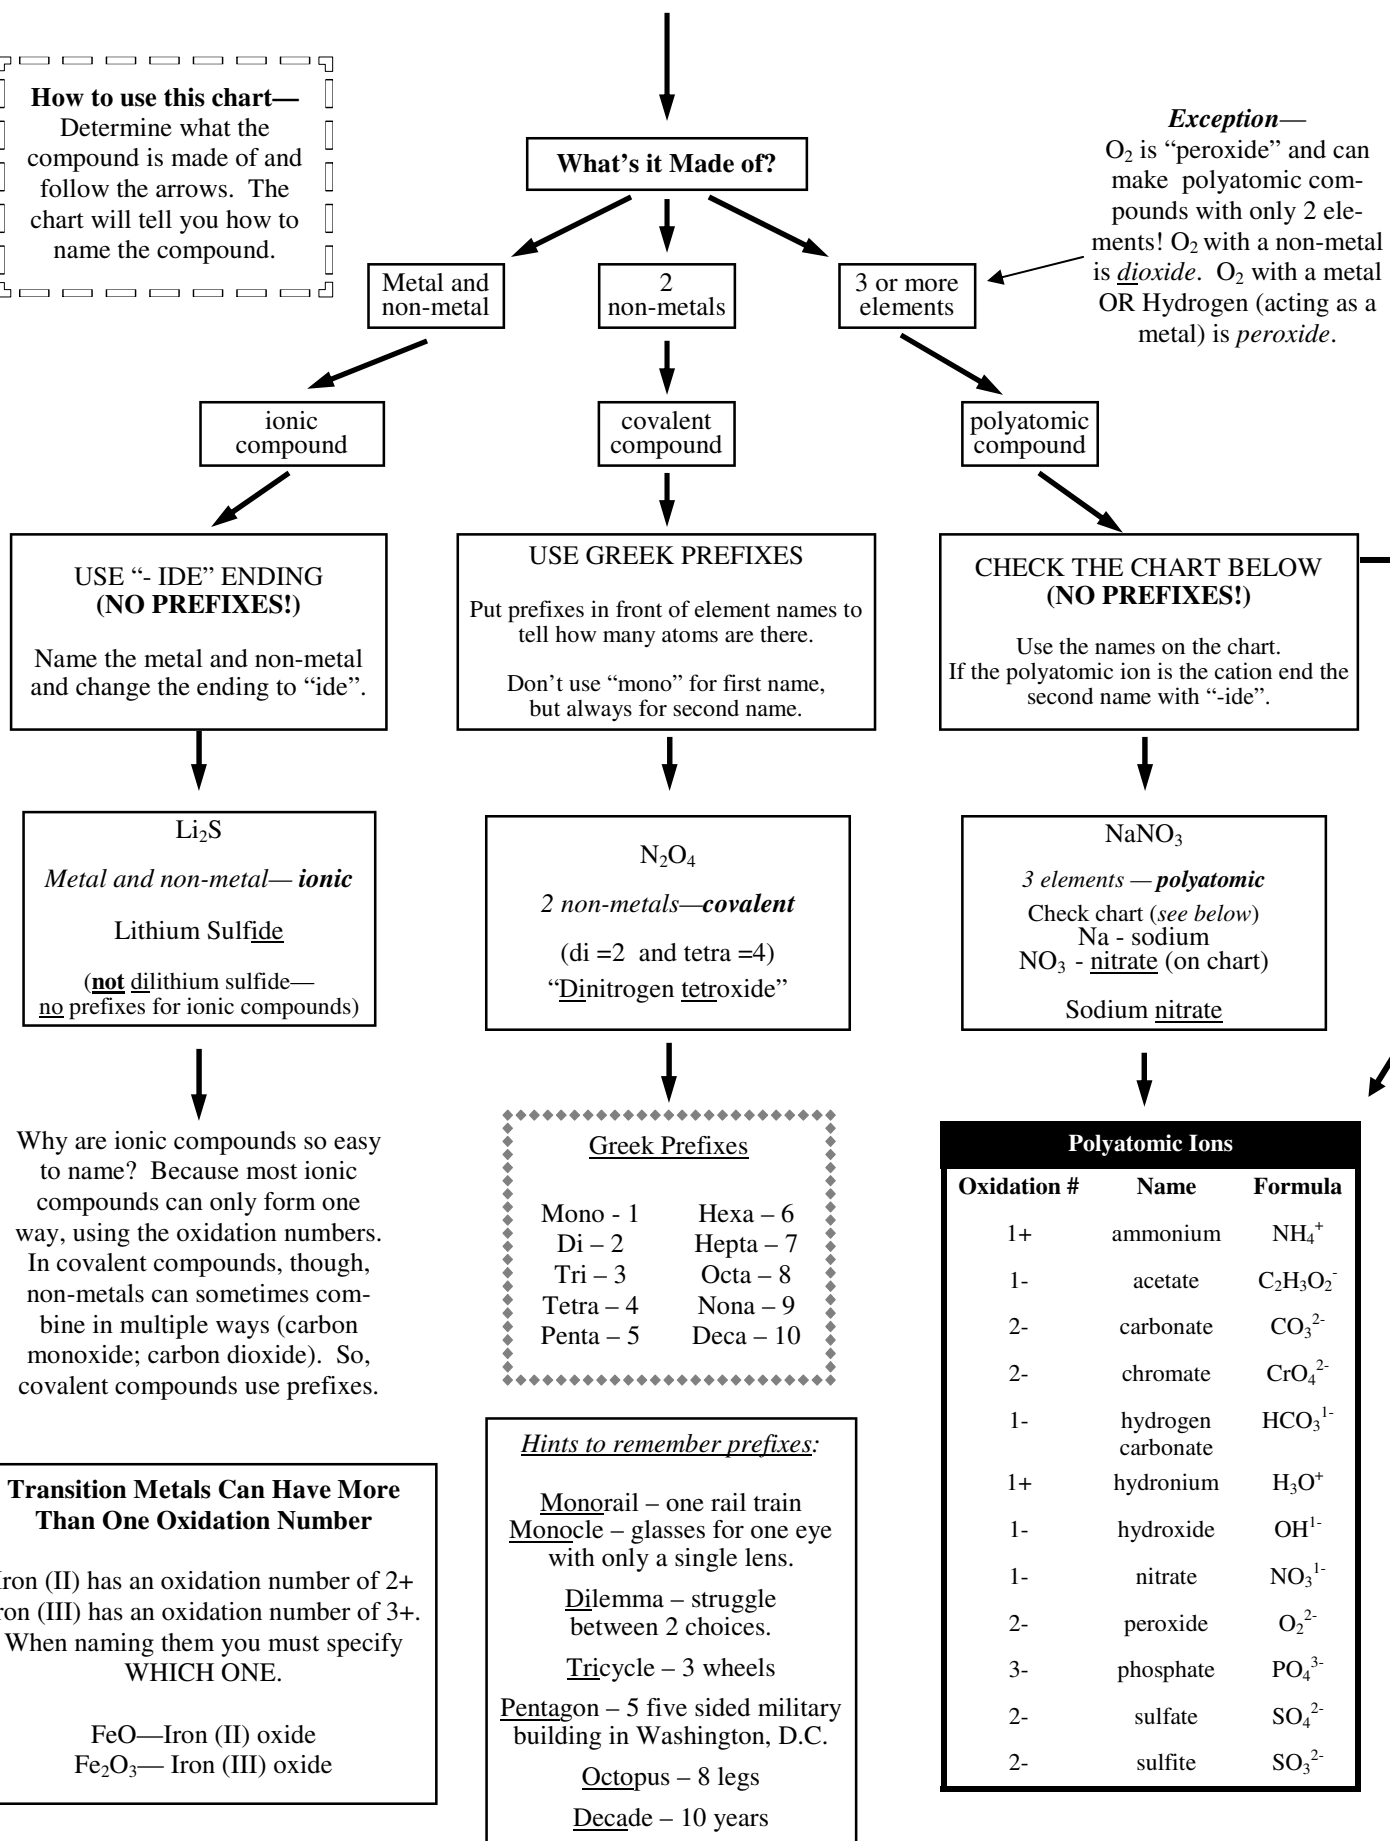 How to use this chart—
Determine what the
compound is made of and
follow the arrows. The
chart will tell you how to
name the compound.
What's it Made of?
Exception—
O₂ is “peroxide” and can
make polyatomic com-
pounds with only 2 ele-
ments! O₂ with a non-metal
is dioxide. O₂ with a metal
OR Hydrogen (acting as a
metal) is peroxide.
Metal and
non-metal
2
non-metals
3 or more
elements
ionic
compound
covalent
compound
polyatomic
compound
USE “- IDE” ENDING
(NO PREFIXES!)
Name the metal and non-metal
and change the ending to “ide”.
USE GREEK PREFIXES
Put prefixes in front of element names to
tell how many atoms are there.
Don’t use “mono” for first name,
but always for second name.
CHECK THE CHART BELOW
(NO PREFIXES!)
Use the names on the chart.
If the polyatomic ion is the cation end the
second name with “-ide”.
Li₂S
Metal and non-metal— ionic
Lithium Sulfide
(not dilithium sulfide—
no prefixes for ionic compounds)
N₂O₄
2 non-metals—covalent
(di =2 and tetra =4)
“Dinitrogen tetroxide”
NaNO₃
3 elements — polyatomic
Check chart (see below)
Na - sodium
NO₃ - nitrate (on chart)
Sodium nitrate
Why are ionic compounds so easy
to name? Because most ionic
compounds can only form one
way, using the oxidation numbers.
In covalent compounds, though,
non-metals can sometimes com-
bine in multiple ways (carbon
monoxide; carbon dioxide). So,
covalent compounds use prefixes.
Greek Prefixes
Mono - 1 Hexa – 6
Di – 2 Hepta – 7
Tri – 3 Octa – 8
Tetra – 4 Nona – 9
Penta – 5 Deca – 10
Polyatomic Ions
Oxidation # Name Formula
1+ ammonium NH₄⁺
1- acetate C₂H₃O₂⁻
2- carbonate CO₃²⁻
2- chromate CrO₄²⁻
1- hydrogen HCO₃¹⁻
carbonate
1+ hydronium H₃O⁺
1- hydroxide OH¹⁻
1- nitrate NO₃¹⁻
2- peroxide O₂²⁻
3- phosphate PO₄³⁻
2- sulfate SO₄²⁻
2- sulfite SO₃²⁻
Transition Metals Can Have More
Than One Oxidation Number
Iron (II) has an oxidation number of 2+
Iron (III) has an oxidation number of 3+.
When naming them you must specify
WHICH ONE.
FeO—Iron (II) oxide
Fe₂O₃— Iron (III) oxide
Hints to remember prefixes:
Monorail – one rail train
Monocle – glasses for one eye
with only a single lens.
Dilemma – struggle
between 2 choices.
Tricycle – 3 wheels
Pentagon – 5 five sided military
building in Washington, D.C.
Octopus – 8 legs
Decade – 10 years